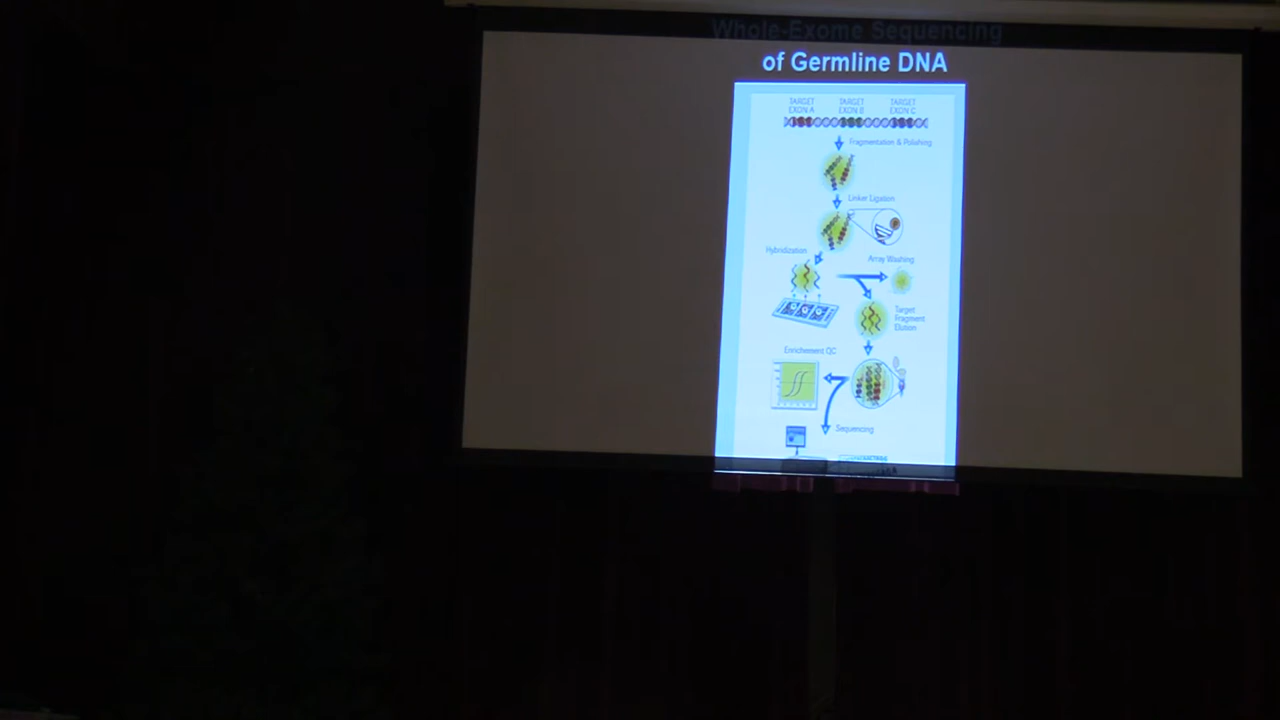 Whole-Exome Sequencing
of Germline DNA
TARGET
EXON A
TARGET
EXON B
TARGET
EXON C
Fragmentation & Polishing
Linker Ligation
Hybridization
Array Washing
Target
Fragment
Elution
Enrichement QC
Sequencing